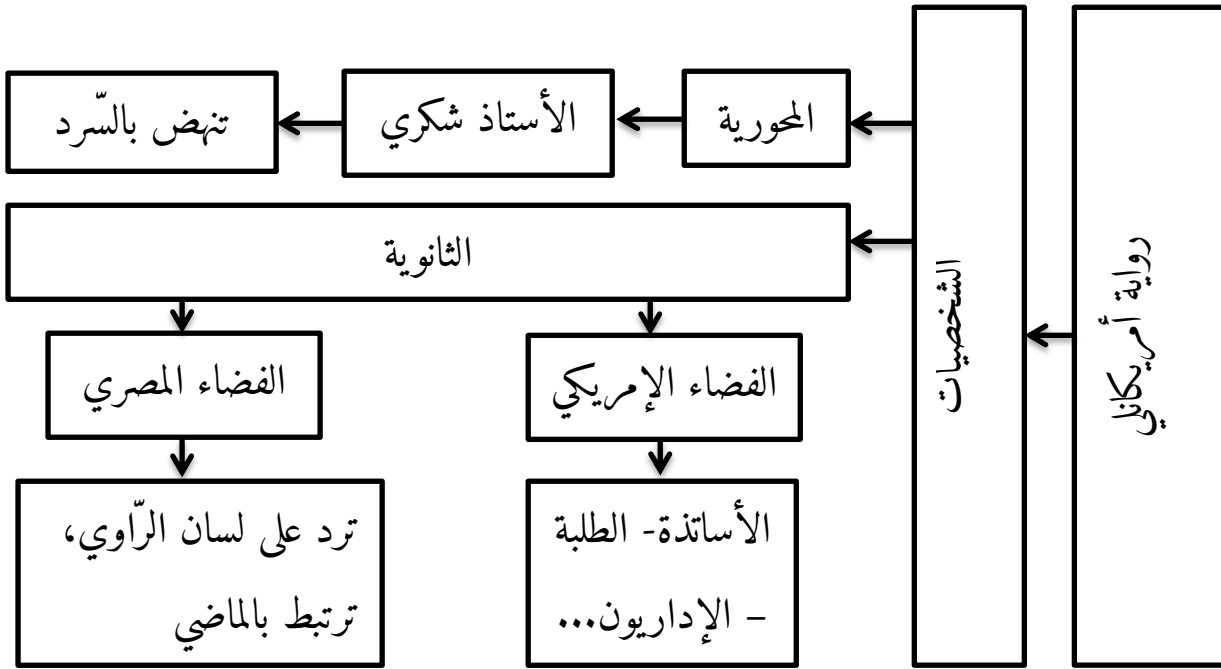 رواية أمريكانلي
الشخصيات
المحورية
الأستاذ شكري
تنهض بالسّرد
الثانوية
الفضاء الإمريكي
الفضاء المصري
الأساتذة- الطلبة
– الإداريون...
ترد على لسان الرّاوي،
ترتبط بالماضي